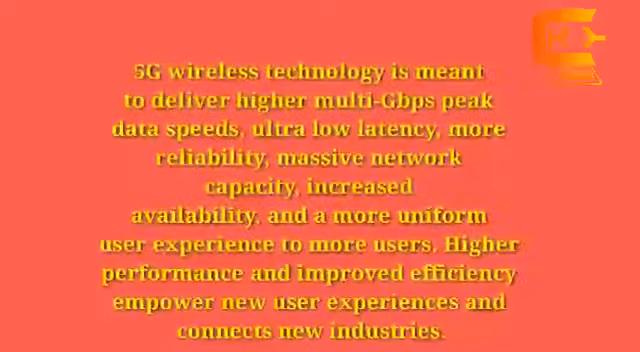 5G wireless technology is meant
to deliver higher multi-Gbps peak
data speeds, ultra low latency, more
reliability, massive network
capacity, increased
availability, and a more uniform
user experience to more users. Higher
performance and improved efficiency
empower new user experiences and
connects new industries.